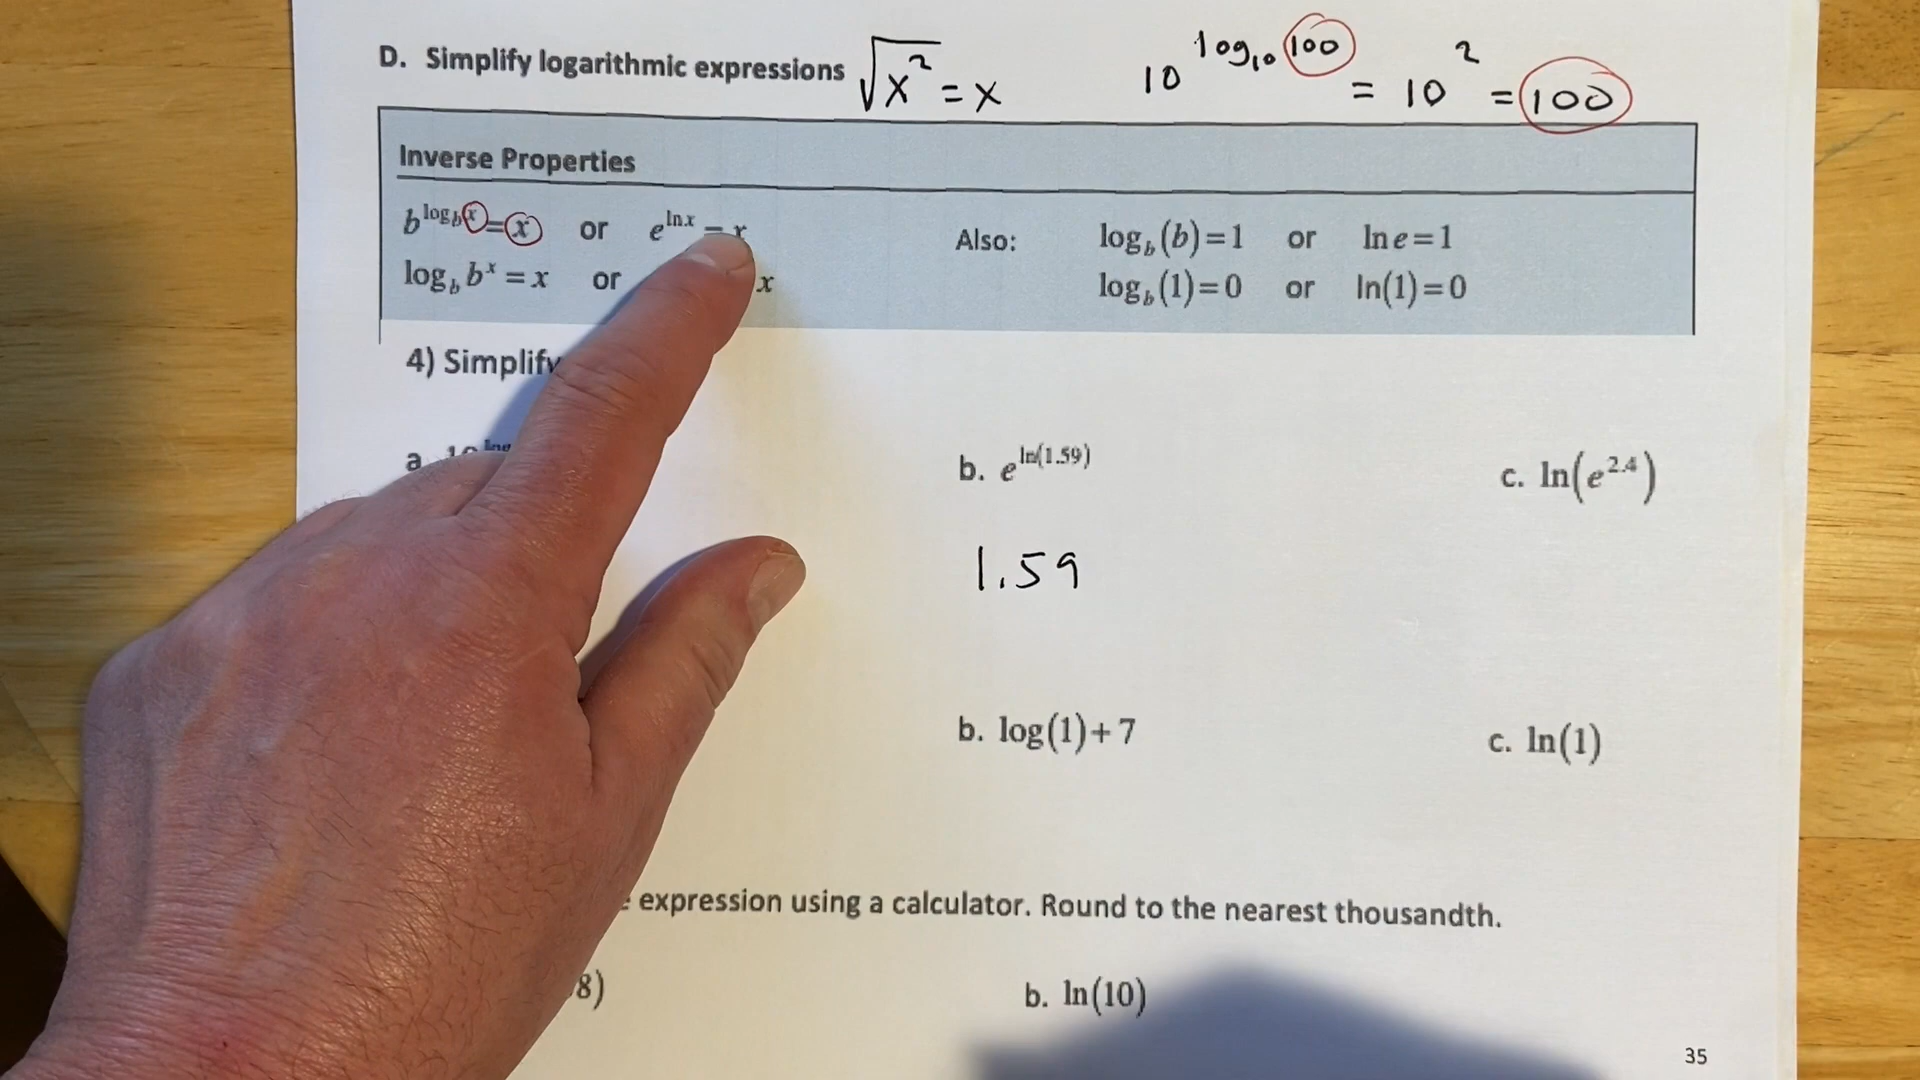 D. Simplify logarithmic expressions √x² = x
10^log₁₀ 100 = 10² = 100
Inverse Properties
b^log_b x = x or e^ln x = x Also: log_b (b) = 1 or ln e = 1
log_b b^x = x or x log_b (1) = 0 or ln(1) = 0
4) Simplify
a b. e^ln(1.59) c. ln(e^2.4)
1.59
b. log(1) + 7 c. ln(1)
expression using a calculator. Round to the nearest thousandth.
8) b. ln(10)
35